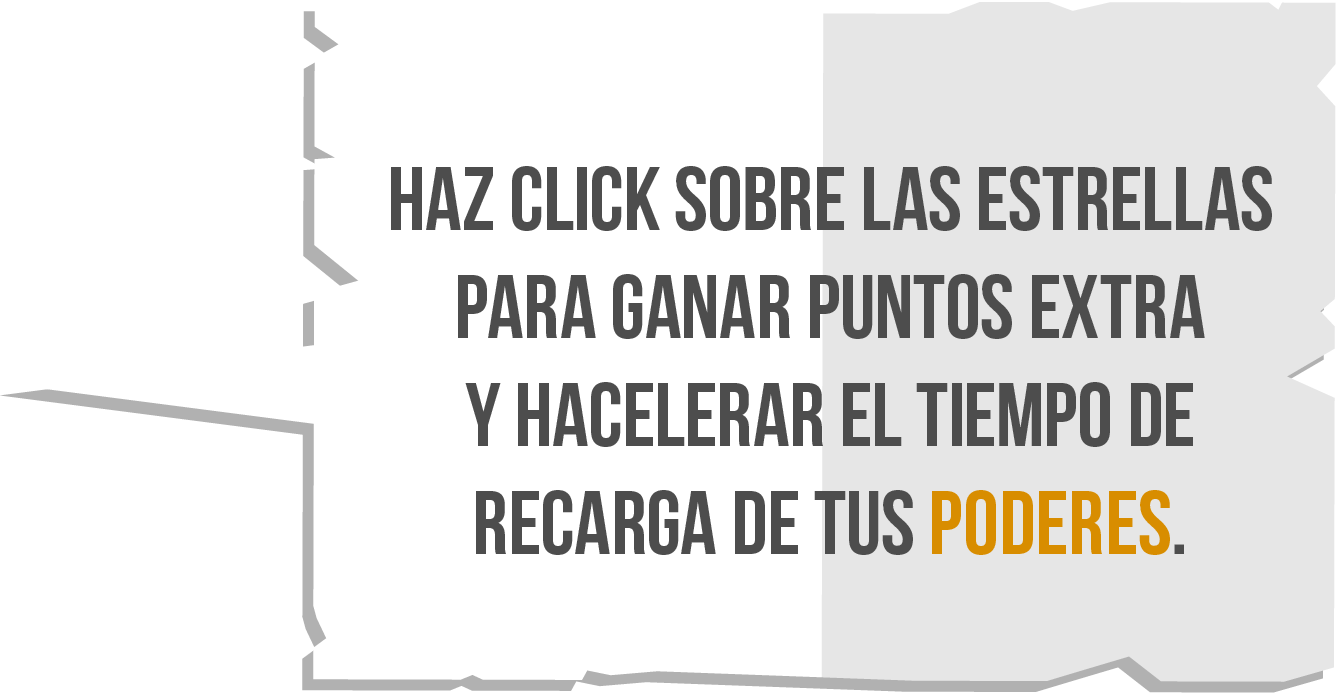 HAZ CLICK SOBRE LAS ESTRELLAS
PARA GANAR PUNTOS EXTRA
Y HACELERAR EL TIEMPO DE
RECARGA DE TUS PODERES.